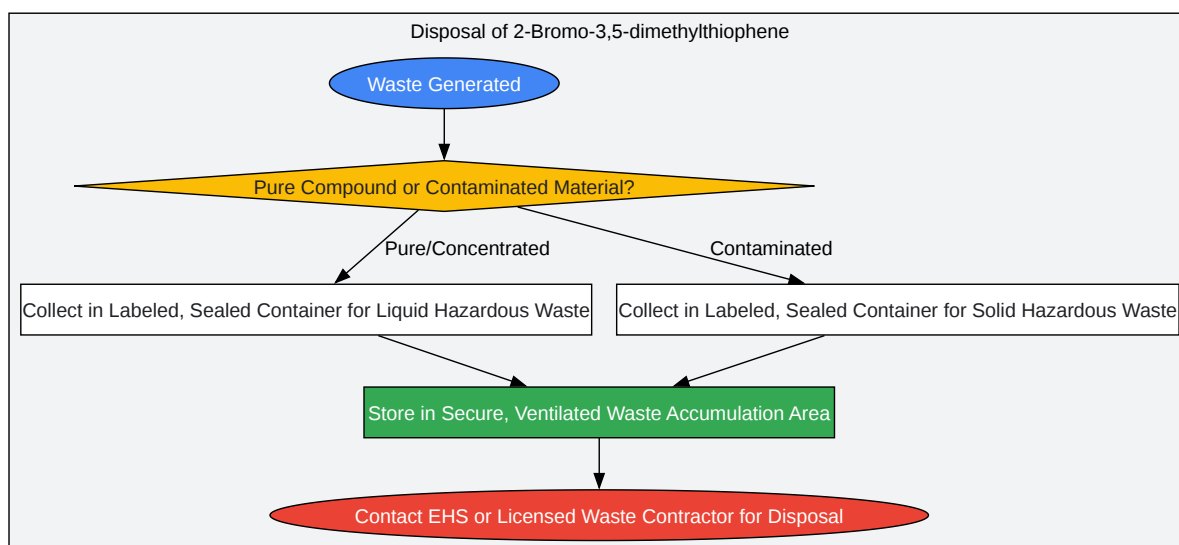 Disposal of 2-Bromo-3,5-dimethylthiophene
Waste Generated
Pure Compound or Contaminated Material?
Pure/Concentrated
Contaminated
Collect in Labeled, Sealed Container for Liquid Hazardous Waste
Collect in Labeled, Sealed Container for Solid Hazardous Waste
Store in Secure, Ventilated Waste Accumulation Area
Contact EHS or Licensed Waste Contractor for Disposal